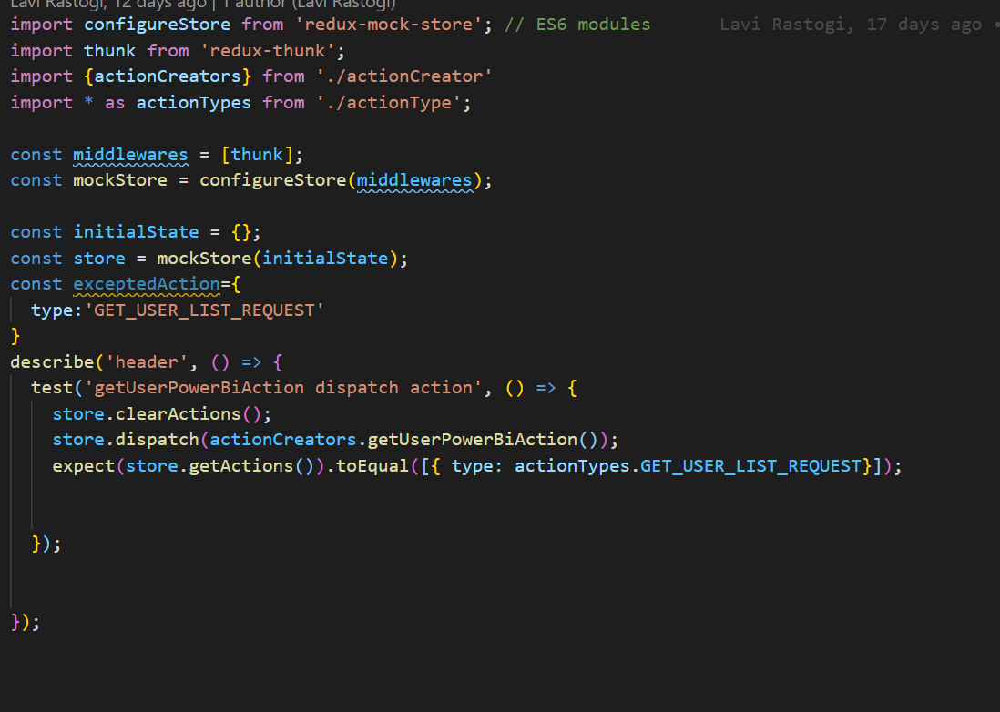 Lavi Rastogi, 12 days ago | 1 author (Lavi Rastogi)
import configureStore from 'redux-mock-store'; // ES6 modules Lavi Rastogi, 17 days ago •
import thunk from 'redux-thunk';
import {actionCreators} from './actionCreator'
import * as actionTypes from './actionType';
const middlewares = [thunk];
const mockStore = configureStore(middlewares);
const initialState = {};
const store = mockStore(initialState);
const exceptedAction={
type:'GET_USER_LIST_REQUEST'
}
describe('header', () => {
test('getUserPowerBiAction dispatch action', () => {
store.clearActions();
store.dispatch(actionCreators.getUserPowerBiAction());
expect(store.getActions()).toEqual([{ type: actionTypes.GET_USER_LIST_REQUEST}]);
});
});